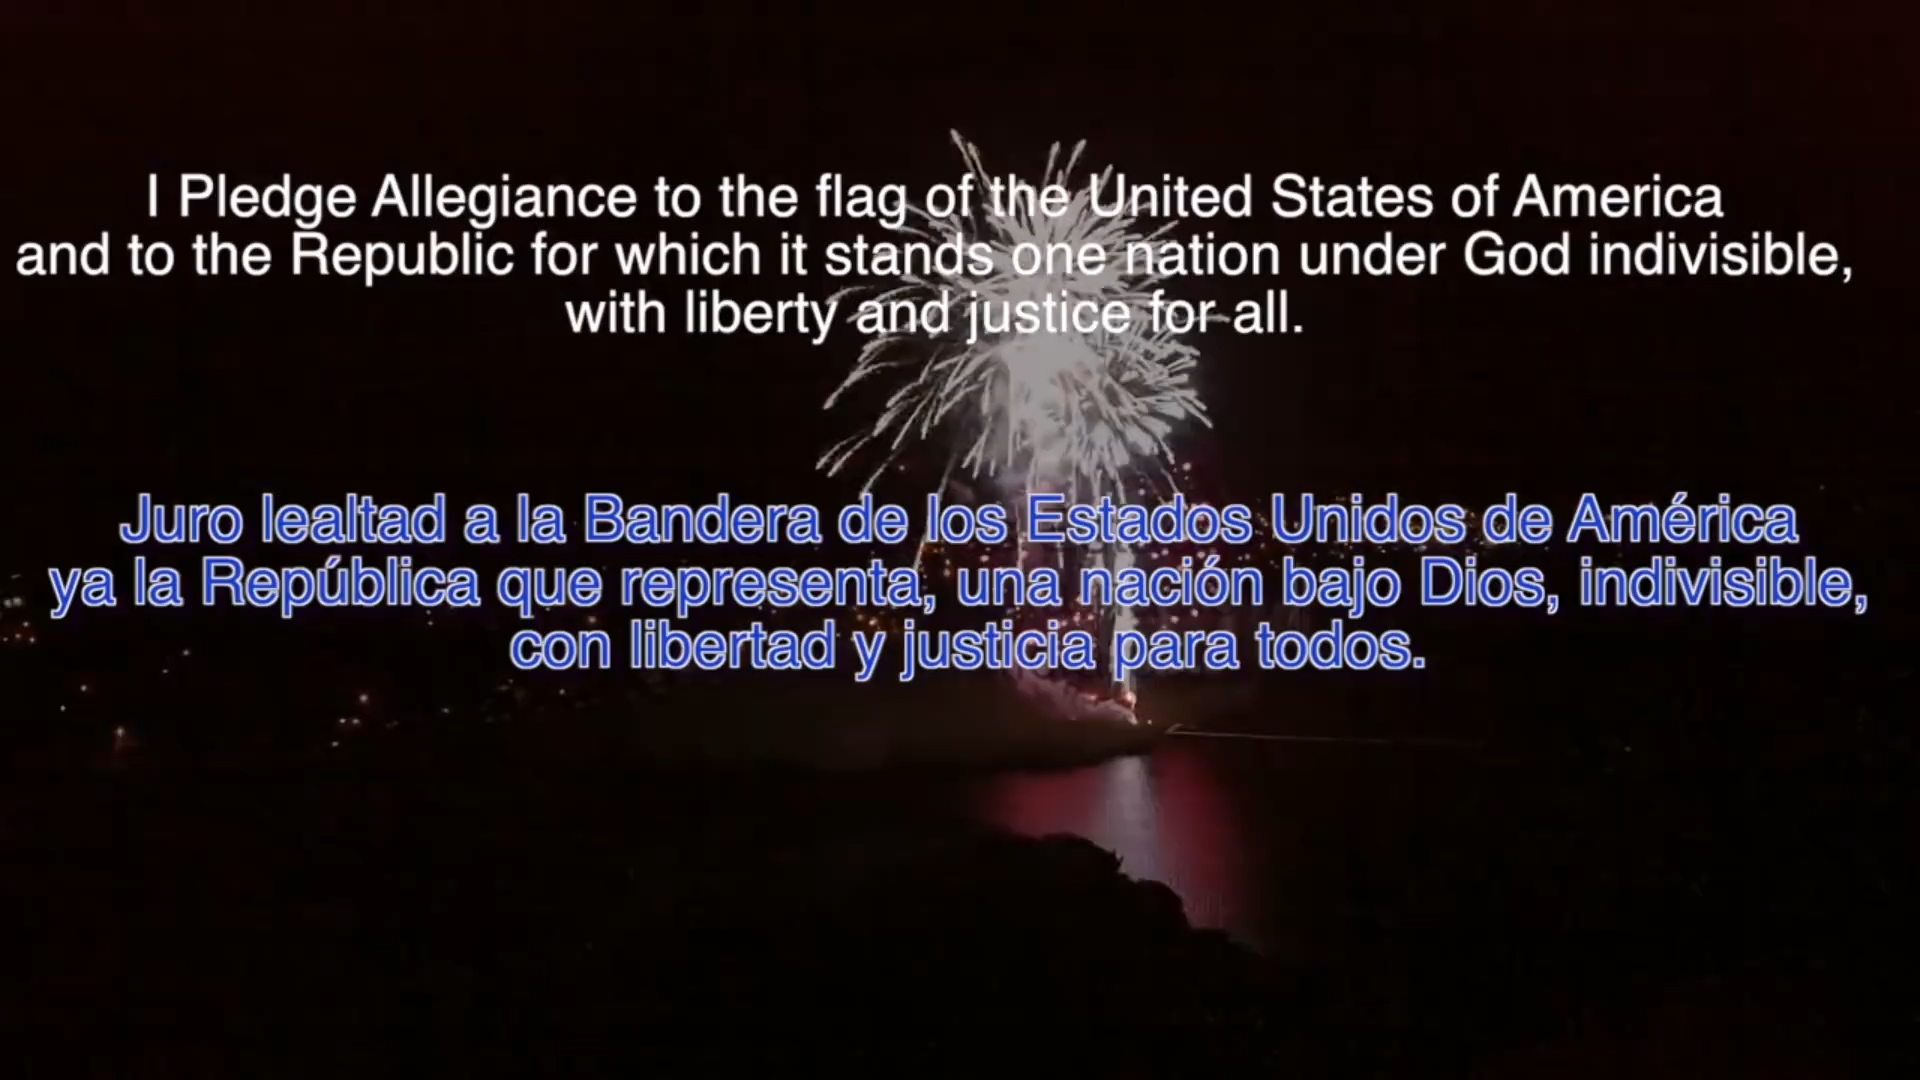 I Pledge Allegiance to the flag of the United States of America
and to the Republic for which it stands one nation under God indivisible,
with liberty and justice for all.
Juro lealtad a la Bandera de los Estados Unidos de América
ya la República que representa, una nación bajo Dios, indivisible,
con libertad y justicia para todos.